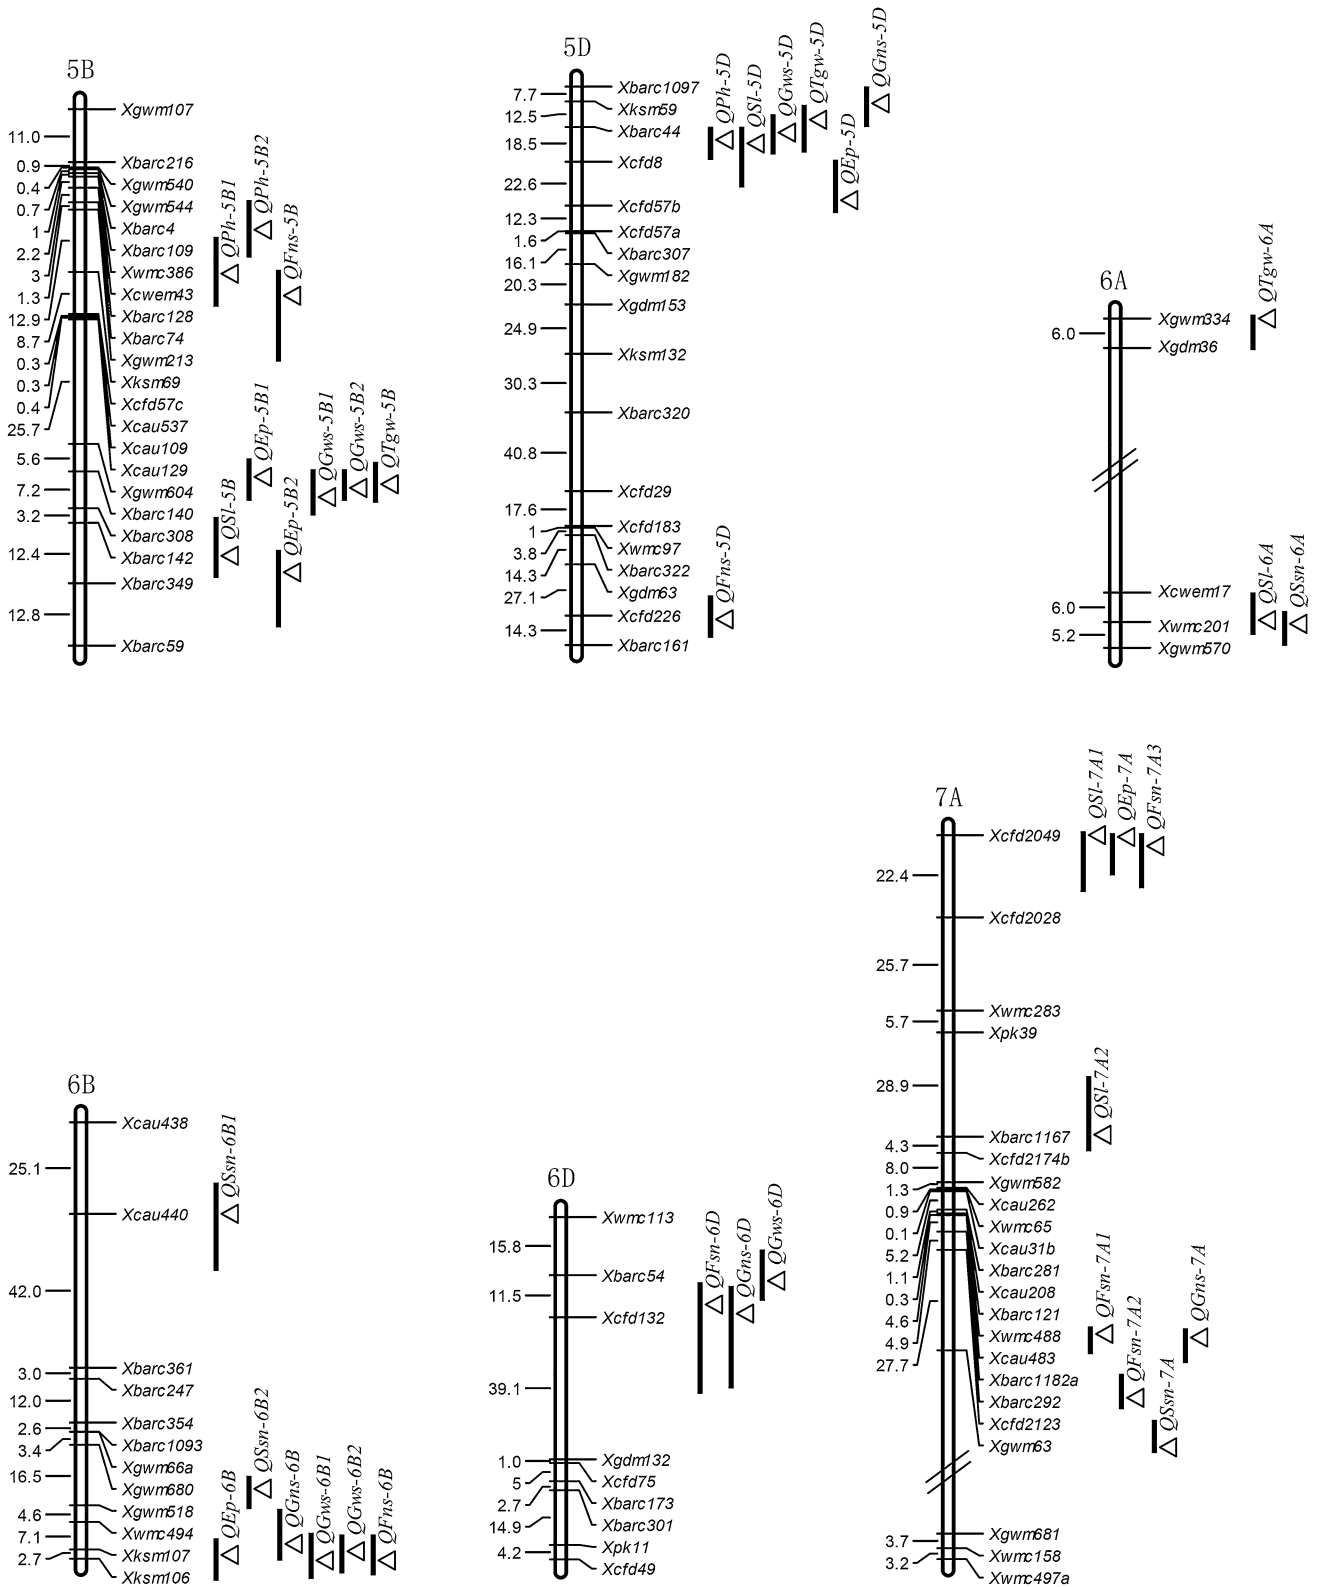 5B
Xgwm107
11.0
Xbarc216
0.9
Xgwm540
0.4
Xgwm544
0.7
Xbarc4
1
Xbarc109
2.2
Xwmc386
3
Xcwem43
1.3
Xbarc128
12.9
Xbarc74
8.7
Xgwm213
0.3
Xksm69
0.3
Xcfd57c
0.4
Xcau537
25.7
Xcau109
5.6
Xcau129
Xgwm604
7.2
Xbarc140
3.2
Xbarc308
Xbarc142
12.4
Xbarc349
12.8
Xbarc59
QPh-5B1
QPh-5B2
QFns-5B
QSl-5B
QEp-5B1
QEp-5B2
QGws-5B1
QGws-5B2
QTgw-5B
5D
Xbarc1097
7.7
Xksm59
12.5
Xbarc44
18.5
Xcfd8
22.6
Xcfd57b
12.3
Xcfd57a
1.6
Xbarc307
16.1
Xgwm182
20.3
Xgdm153
24.9
Xksm132
30.3
Xbarc320
40.8
Xcfd29
17.6
Xcfd183
1
Xwmc97
3.8
Xbarc322
14.3
Xgdm63
27.1
Xcfd226
14.3
Xbarc161
QPh-5D
QSl-5D
QGws-5D
QTgw-5D
QEp-5D
QGns-5D
QFns-5D
6A
Xgwm334
6.0
Xgdm36
Xcwem17
6.0
Xwmc201
5.2
Xgwm570
QTgw-6A
QSl-6A
QSsn-6A
6B
Xcau438
25.1
Xcau440
42.0
Xbarc361
3.0
Xbarc247
12.0
Xbarc354
2.6
Xbarc1093
3.4
Xgwm66a
16.5
Xgwm680
Xgwm518
4.6
Xwmc494
7.1
Xksm107
2.7
Xksm106
QSsn-6B1
QEp-6B
QSsn-6B2
QGns-6B
QGws-6B1
QGws-6B2
QFns-6B
6D
Xwmc113
15.8
Xbarc54
11.5
Xcfd132
39.1
Xgdm132
1.0
Xcfd75
5
Xbarc173
2.7
Xbarc301
14.9
Xpk11
4.2
Xcfd49
QFsn-6D
QGns-6D
QGws-6D
7A
Xcfd2049
22.4
Xcfd2028
25.7
Xwmc283
5.7
Xpk39
28.9
Xbarc1167
4.3
Xcfd2174b
8.0
Xgwm582
1.3
Xcau262
0.9
Xwmc65
0.1
Xcau31b
5.2
Xbarc281
1.1
Xcau208
0.3
Xbarc121
4.6
Xwmc488
4.9
Xcau483
27.7
Xbarc1182a
Xbarc292
Xcfd2123
Xgwm63
Xgwm681
3.7
Xwmc158
3.2
Xwmc497a
QSl-7A1
QEp-7A
QFsn-7A3
QSl-7A2
QFsn-7A1
QFsn-7A2
QSsn-7A
QGns-7A